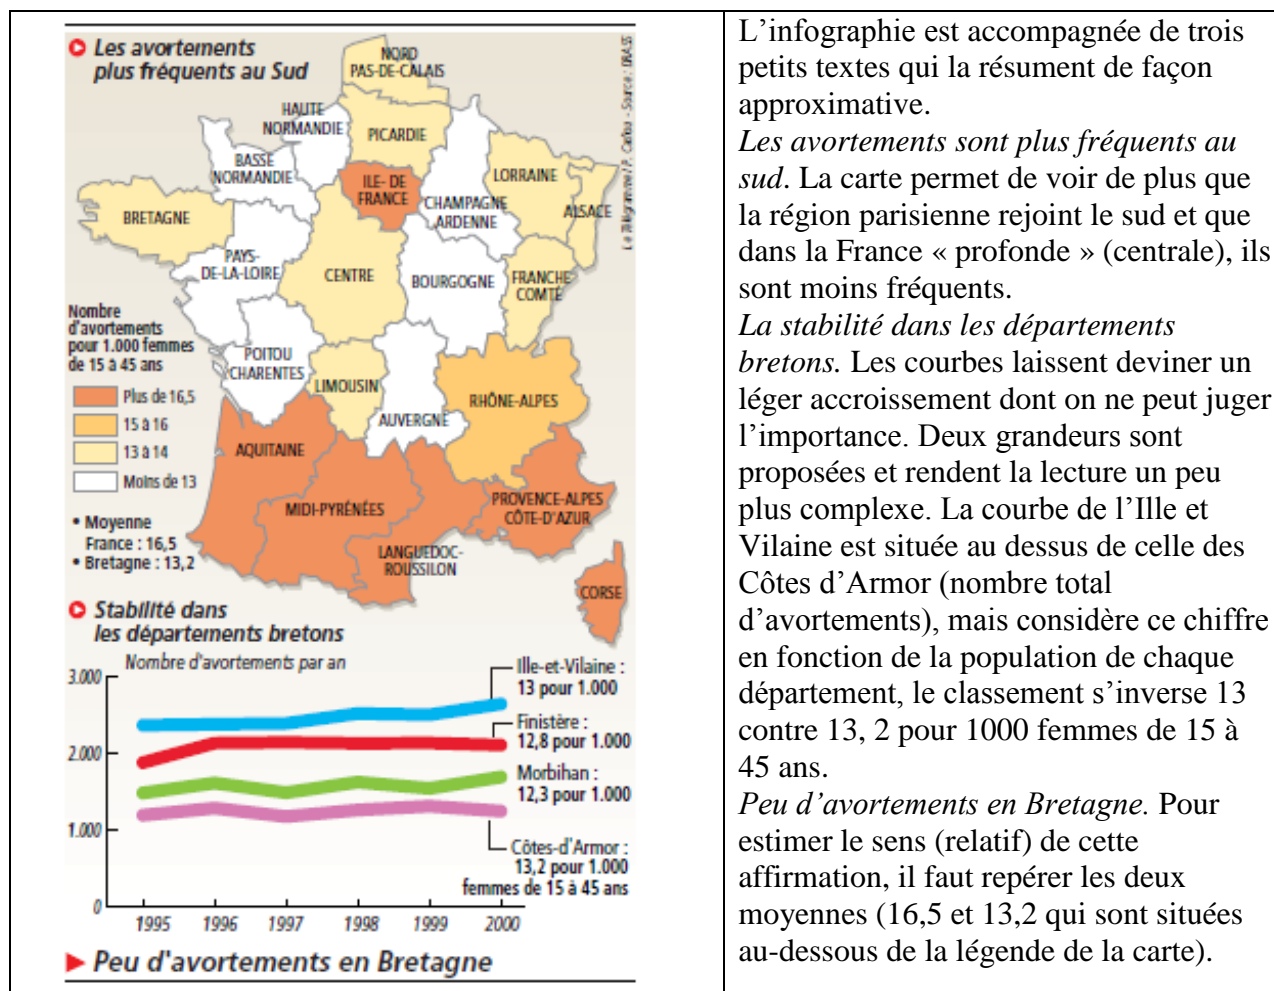 Les avortements
plus fréquents au Sud
Le Télégramme / P. Carlou - Source : DRASS
NORD
PAS-DE-CALAIS
HAUTE
NORMANDIE
PICARDIE
BASSE
NORMANDIE
ILE- DE
FRANCE
LORRAINE
CHAMPAGNE
ARDENNE
ALSACE
BRETAGNE
PAYS-
DE-LA-LOIRE
CENTRE
BOURGOGNE
FRANCHE
COMTÉ
Nombre
d'avortements
pour 1.000 femmes
de 15 à 45 ans
Plus de 16,5
15 à 16
13 à 14
Moins de 13
POITOU
CHARENTES
LIMOUSIN
AUVERGNE
RHÔNE-ALPES
AQUITAINE
MIDI-PYRÉNÉES
PROVENCE-ALPES
CÔTE-D'AZUR
LANGUEDOC-
ROUSSILON
CORSE
• Moyenne
France : 16,5
• Bretagne : 13,2
Stabilité dans
les départements bretons
Nombre d'avortements par an
3.000
2.000
1.000
0
1995 1996 1997 1998 1999 2000
Ille-et-Vilaine :
13 pour 1.000
Finistère :
12,8 pour 1.000
Morbihan :
12,3 pour 1.000
Côtes-d'Armor :
13,2 pour 1.000
femmes de 15 à 45 ans
Peu d'avortements en Bretagne
L'infographie est accompagnée de trois
petits textes qui la résument de façon
approximative.
Les avortements sont plus fréquents au
sud. La carte permet de voir de plus que
la région parisienne rejoint le sud et que
dans la France « profonde » (centrale), ils
sont moins fréquents.
La stabilité dans les départements
bretons. Les courbes laissent deviner un
léger accroissement dont on ne peut juger
l'importance. Deux grandeurs sont
proposées et rendent la lecture un peu
plus complexe. La courbe de l'Ille et
Vilaine est située au dessus de celle des
Côtes d'Armor (nombre total
d'avortements), mais considère ce chiffre
en fonction de la population de chaque
département, le classement s'inverse 13
contre 13, 2 pour 1000 femmes de 15 à
45 ans.
Peu d'avortements en Bretagne. Pour
estimer le sens (relatif) de cette
affirmation, il faut repérer les deux
moyennes (16,5 et 13,2 qui sont situées
au-dessous de la légende de la carte).